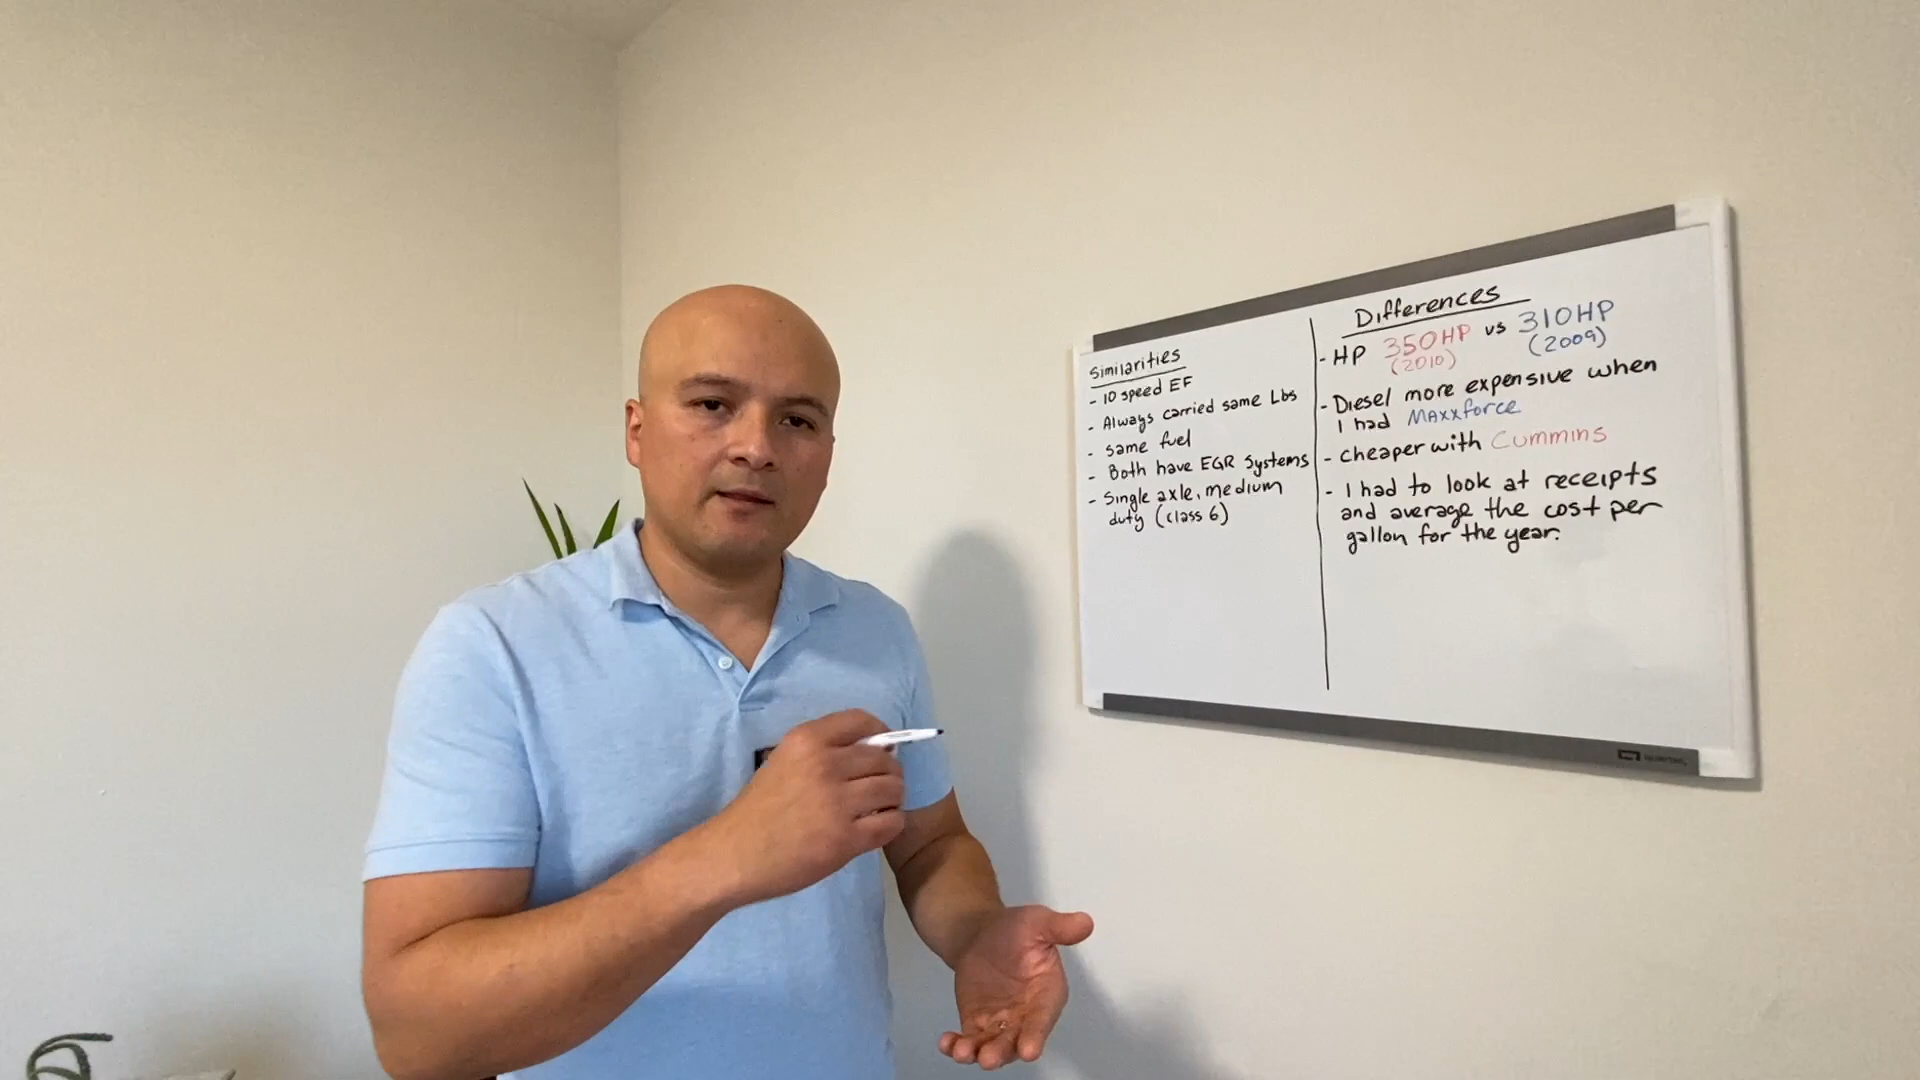 Similarities
- 10 speed EF
- Always carried same Lbs
- same fuel
- Both have EGR Systems
- Single axle, medium
duty (class 6)
Differences
- HP 350HP vs 310HP
(2010) (2009)
- Diesel more expensive when
I had MAxxforce
- cheaper with Cummins
- I had to look at receipts
and average the cost per
gallon for the year.